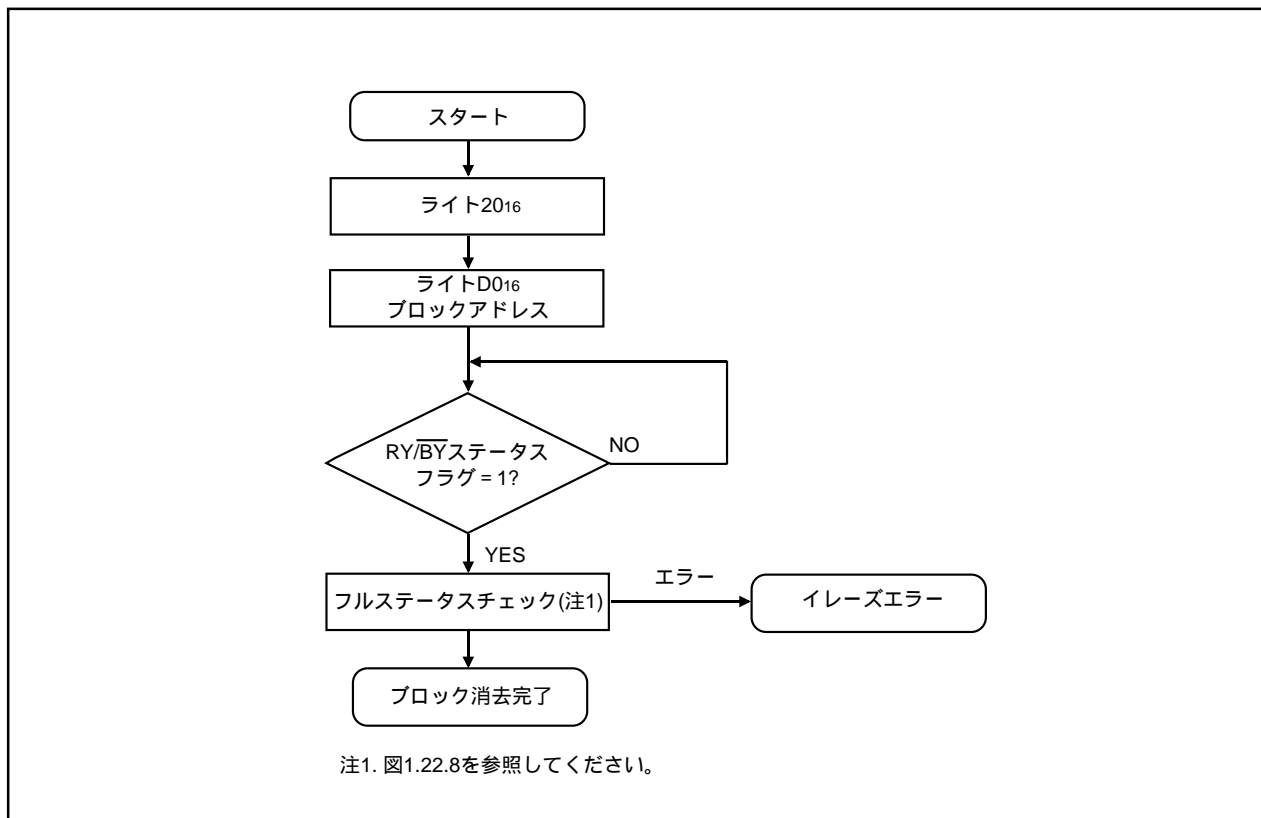 スタート
ライト2016
ライトD016
ブロックアドレス
RY/BYステータス
フラグ = 1?
NO
YES
フルステータスチェック(注1)
エラー
イレーズエラー
ブロック消去完了
注1. 図1.22.8を参照してください。